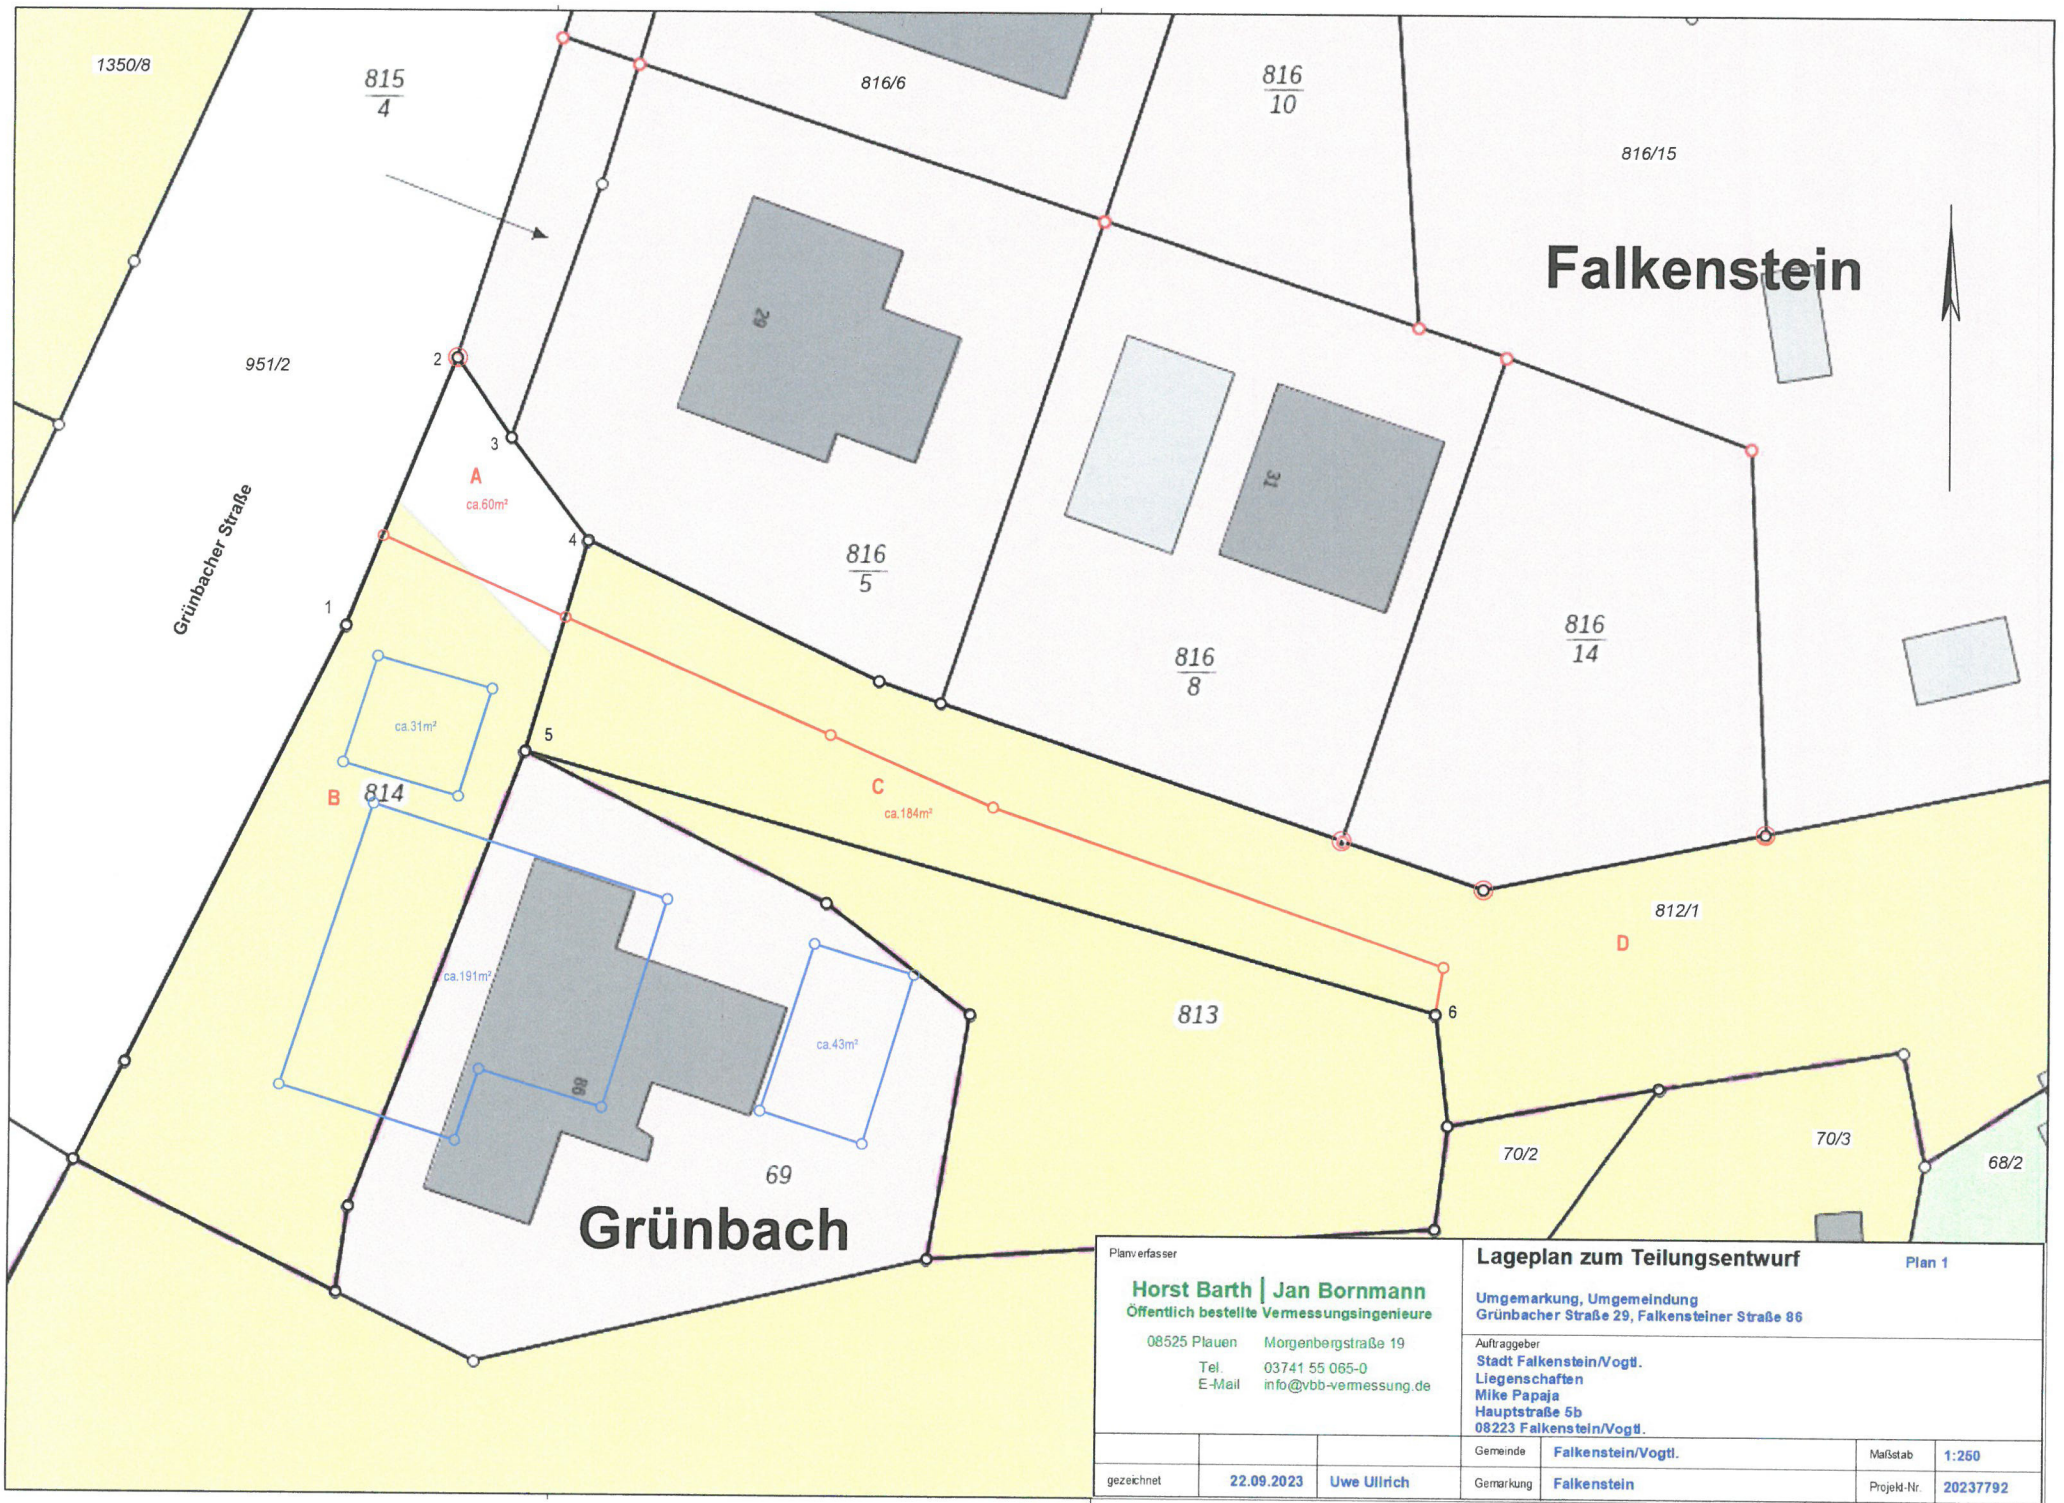 1350/8
815
4
816/6
816
10
816/15
Falkenstein
951/2
2
29
3
A
ca.60m²
31
Grünbacher Straße
4
816
5
1
816
14
816
8
5
ca.31m²
B
814
C
ca.184m²
812/1
D
ca.191m²
813
6
ca.43m²
86
70/2
70/3
68/2
69
Grünbach
Planverfasser
Horst Barth | Jan Bornmann
Öffentlich bestellte Vermessungsingenieure
08525 Plauen Morgenbergstraße 19
Tel. 03741 55 065-0
E-Mail info@vbb-vermessung.de
gezeichnet 22.09.2023 Uwe Ullrich
Lageplan zum Teilungsentwurf Plan 1
Umgemarkung, Umgemeindung
Grünbacher Straße 29, Falkensteiner Straße 86
Auftraggeber
Stadt Falkenstein/Vogtl.
Liegenschaften
Mike Papaja
Hauptstraße 5b
08223 Falkenstein/Vogtl.
Gemeinde Falkenstein/Vogtl. Maßstab 1:250
Gemarkung Falkenstein Projekt-Nr. 20237792